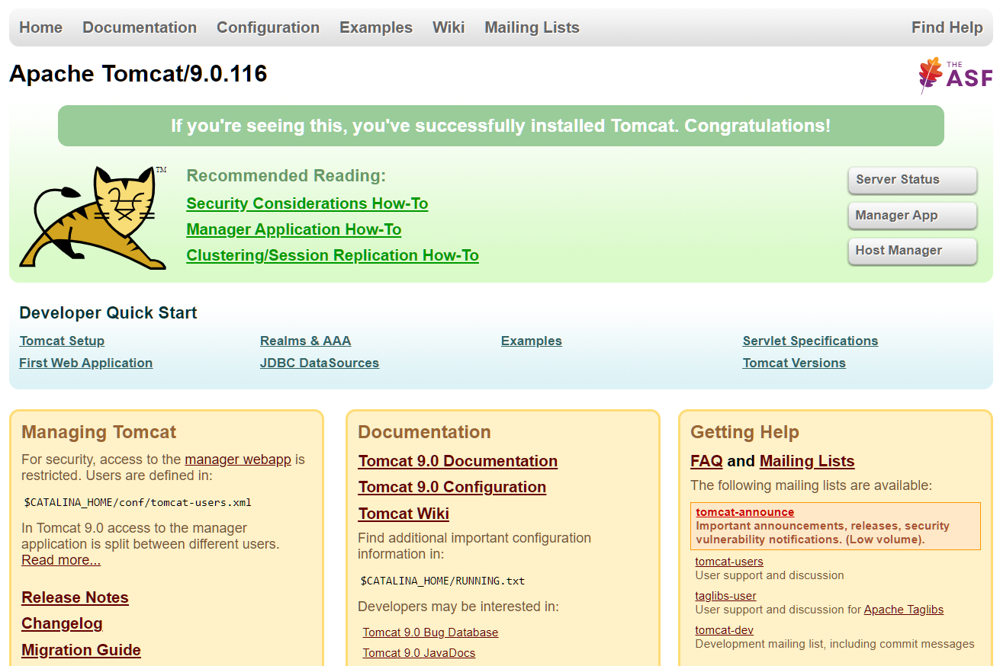 Home Documentation Configuration Examples Wiki Mailing Lists Find Help
Apache Tomcat/9.0.116
THE
ASF
If you're seeing this, you've successfully installed Tomcat. Congratulations!
TM
Recommended Reading:
Security Considerations How-To
Manager Application How-To
Clustering/Session Replication How-To
Server Status
Manager App
Host Manager
Developer Quick Start
Tomcat Setup
First Web Application
Realms & AAA
JDBC DataSources
Examples
Servlet Specifications
Tomcat Versions
Managing Tomcat
For security, access to the manager webapp is
restricted. Users are defined in:
$CATALINA_HOME/conf/tomcat-users.xml
In Tomcat 9.0 access to the manager
application is split between different users.
Read more...
Release Notes
Changelog
Migration Guide
Documentation
Tomcat 9.0 Documentation
Tomcat 9.0 Configuration
Tomcat Wiki
Find additional important configuration
information in:
$CATALINA_HOME/RUNNING.txt
Developers may be interested in:
Tomcat 9.0 Bug Database
Tomcat 9.0 JavaDocs
Getting Help
FAQ and Mailing Lists
The following mailing lists are available:
tomcat-announce
Important announcements, releases, security
vulnerability notifications. (Low volume).
tomcat-users
User support and discussion
taglibs-user
User support and discussion for Apache Taglibs
tomcat-dev
Development mailing list, including commit messages